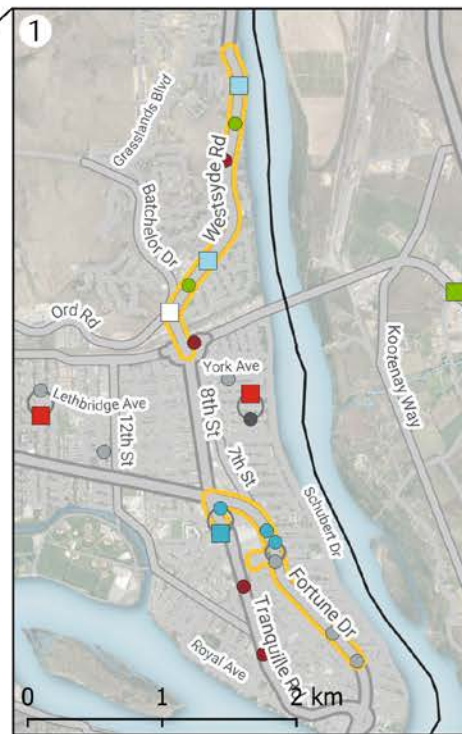 1
Grasslands Blvd
Westsyde Rd
Batchelor Dr
Ord Rd
Kootenay Way
York Ave
Lethbridge Ave
8th St
12th St
7th St
Schubert Dr
Fortune Dr
Tranquille Rd
Royal Ave
0 1 2 km